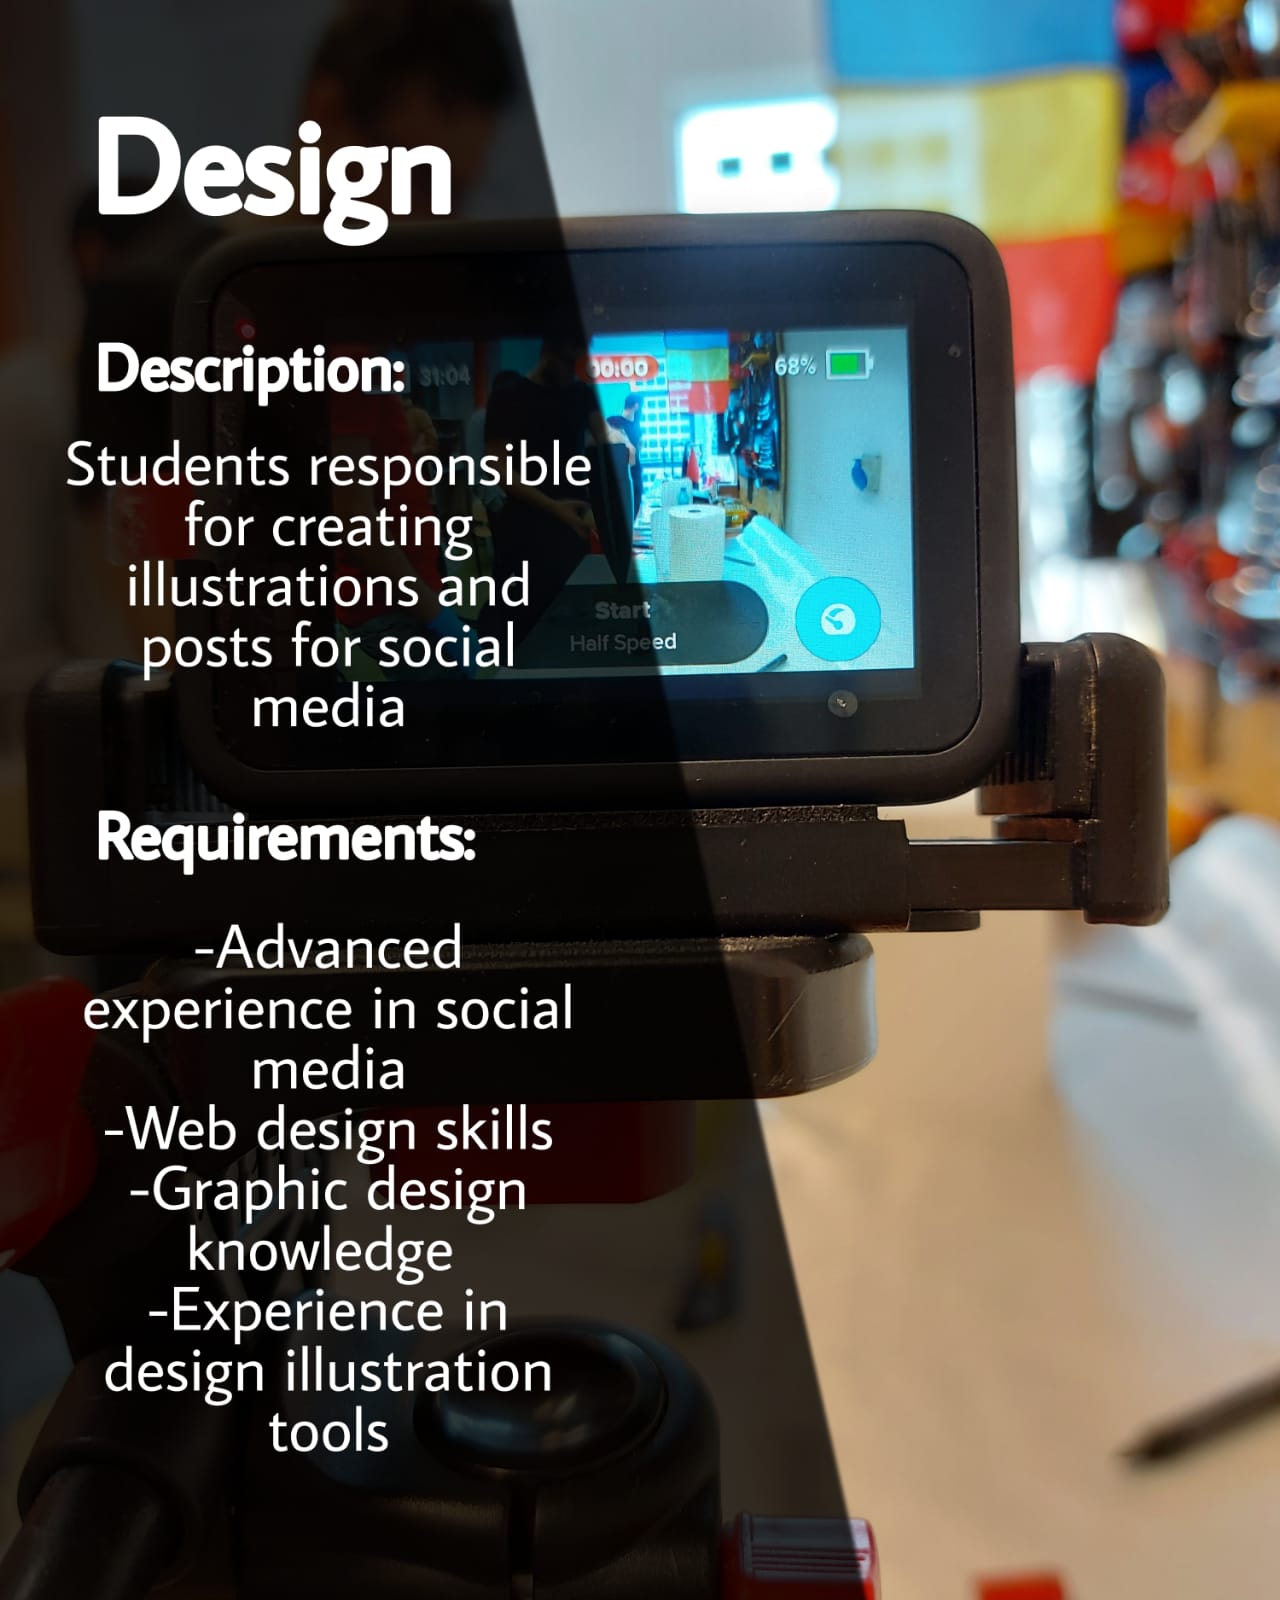 Design
Description:
31:04
00:00
68%
Students responsible
for creating
illustrations and
posts for social
media
Start
Half Speed
Requirements:
-Advanced
experience in social
media
-Web design skills
-Graphic design
knowledge
-Experience in
design illustration
tools